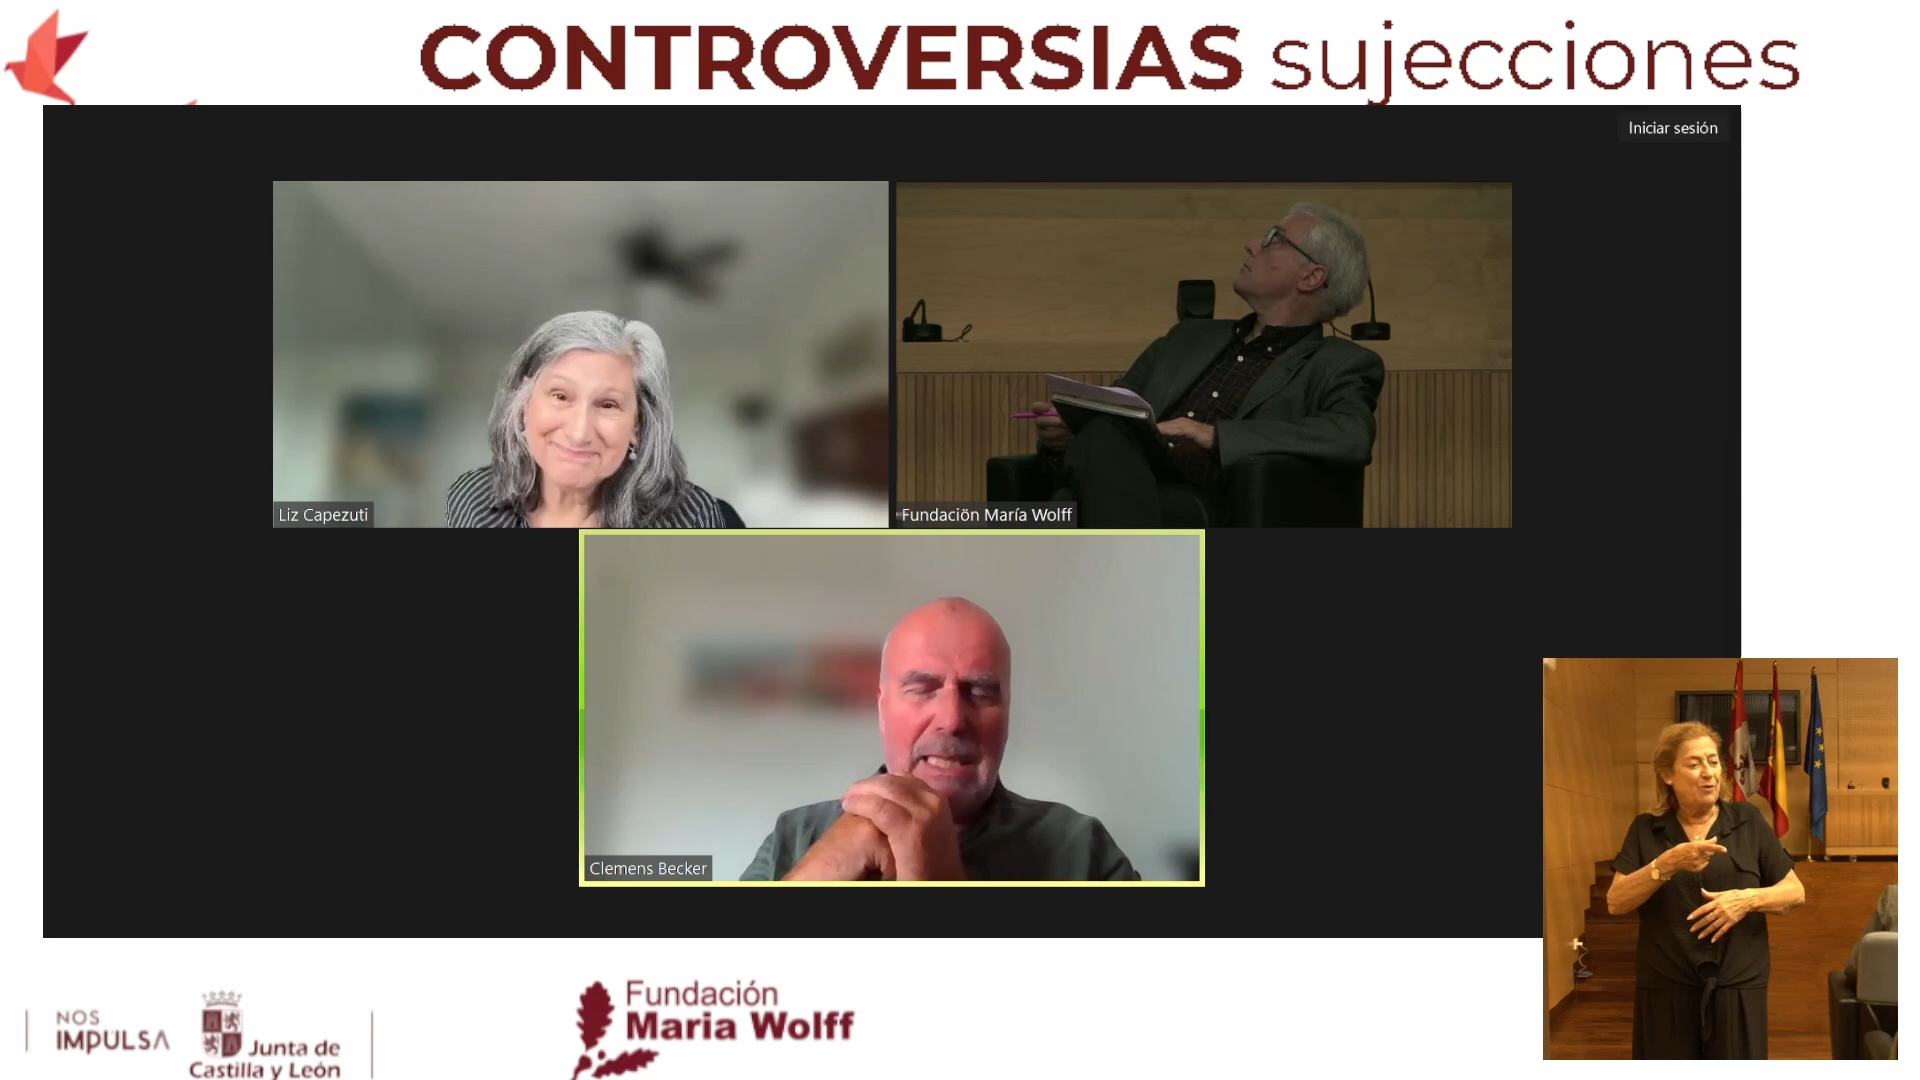 CONTROVERSIAS sujecciones
Iniciar sesión
Liz Capezuti
Fundaciön María Wolff
Clemens Becker
NOS
IMPULSA
Junta de
Castilla y León
Fundación
Maria Wolff